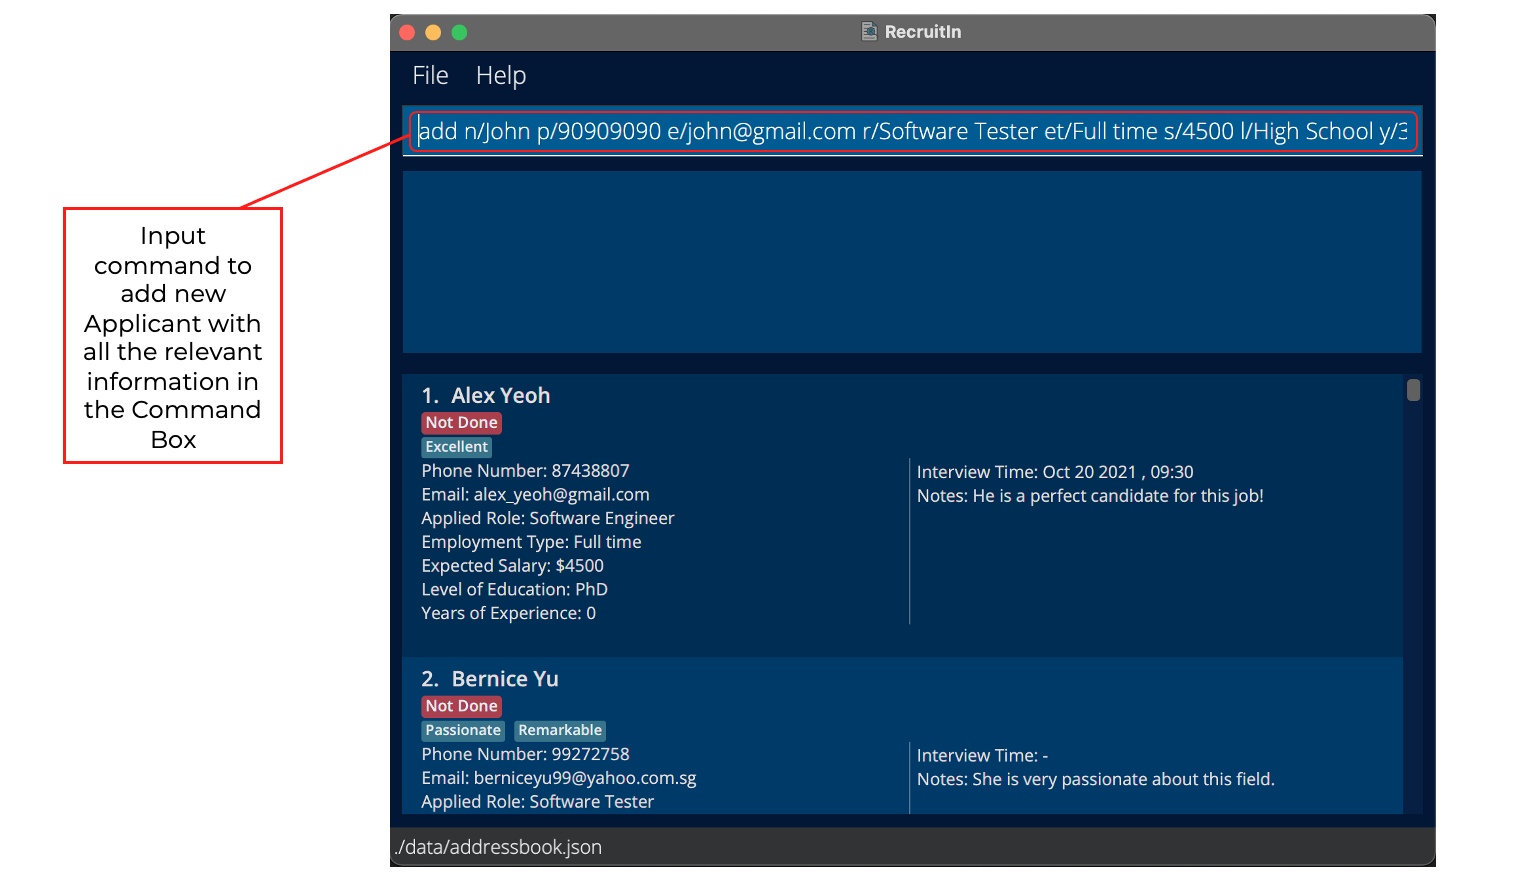 RecruitIn
File Help
add n/John p/90909090 e/john@gmail.com r/Software Tester et/Full time s/4500 l/High School y/3
Input
command to
add new
Applicant with
all the relevant
information in
the Command
Box
1. Alex Yeoh
Not Done
Excellent
Phone Number: 87438807
Email: alex_yeoh@gmail.com
Applied Role: Software Engineer
Employment Type: Full time
Expected Salary: $4500
Level of Education: PhD
Years of Experience: 0
Interview Time: Oct 20 2021 , 09:30
Notes: He is a perfect candidate for this job!
2. Bernice Yu
Not Done
Passionate Remarkable
Phone Number: 99272758
Email: berniceyu99@yahoo.com.sg
Applied Role: Software Tester
Interview Time: -
Notes: She is very passionate about this field.
./data/addressbook.json